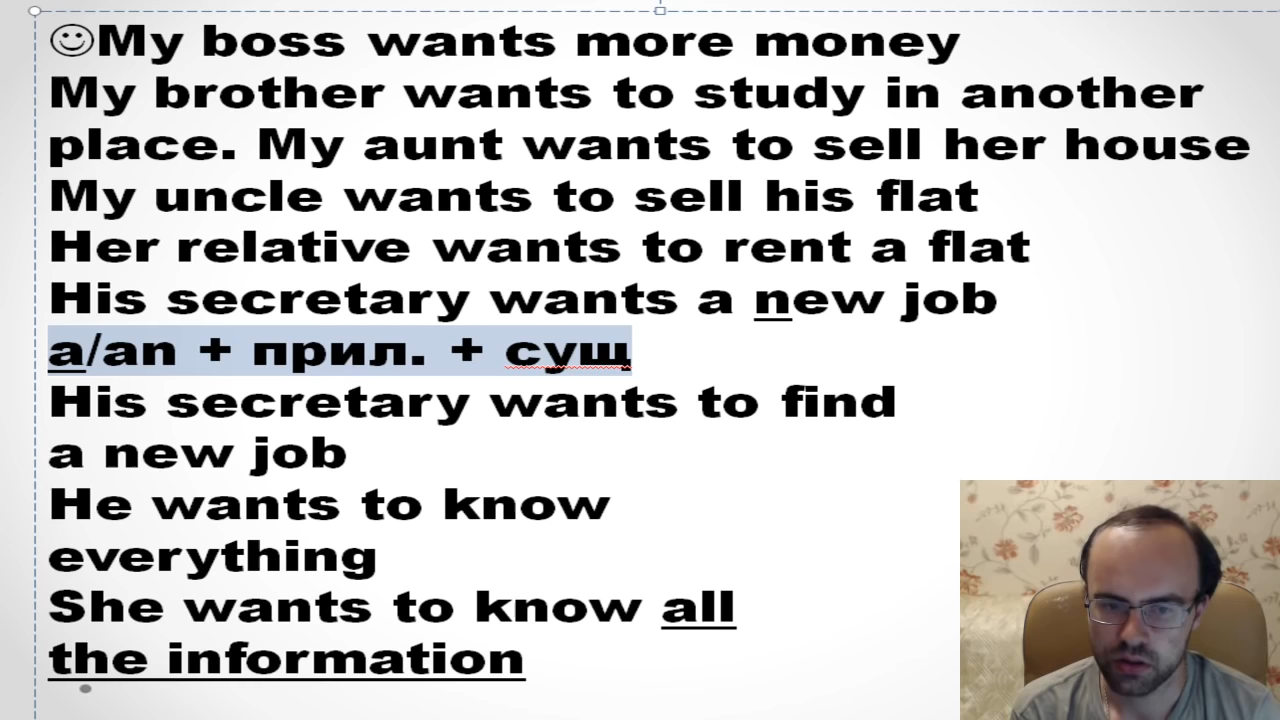 ☺My boss wants more money
My brother wants to study in another
place. My aunt wants to sell her house
My uncle wants to sell his flat
Her relative wants to rent a flat
His secretary wants a new job
a/an + прил. + сущ
His secretary wants to find
a new job
He wants to know
everything
She wants to know all
the information